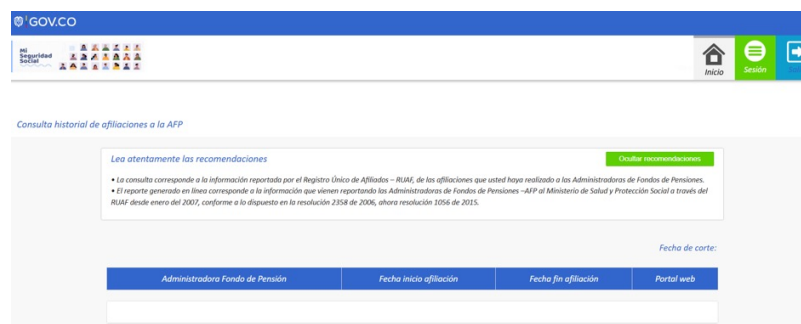 GOV.CO
Mi
Seguridad
Social
Inicio
Sesión
Consulta historial de afiliaciones a la AFP
Lea atentamente las recomendaciones
Ocultar recomendaciones
• La consulta corresponde a la información reportada por el Registro Único de Afiliados – RUAF, de las afiliaciones que usted haya realizado a las Administradoras de Fondos de Pensiones.
• El reporte generado en línea corresponde a la información que vienen reportando las Administradoras de Fondos de Pensiones –AFP al Ministerio de Salud y Protección Social a través del
RUAF desde enero del 2007, conforme a lo dispuesto en la resolución 2358 de 2006, ahora resolución 1056 de 2015.
Fecha de corte:
Administradora Fondo de Pensión Fecha inicio afiliación Fecha fin afiliación Portal web